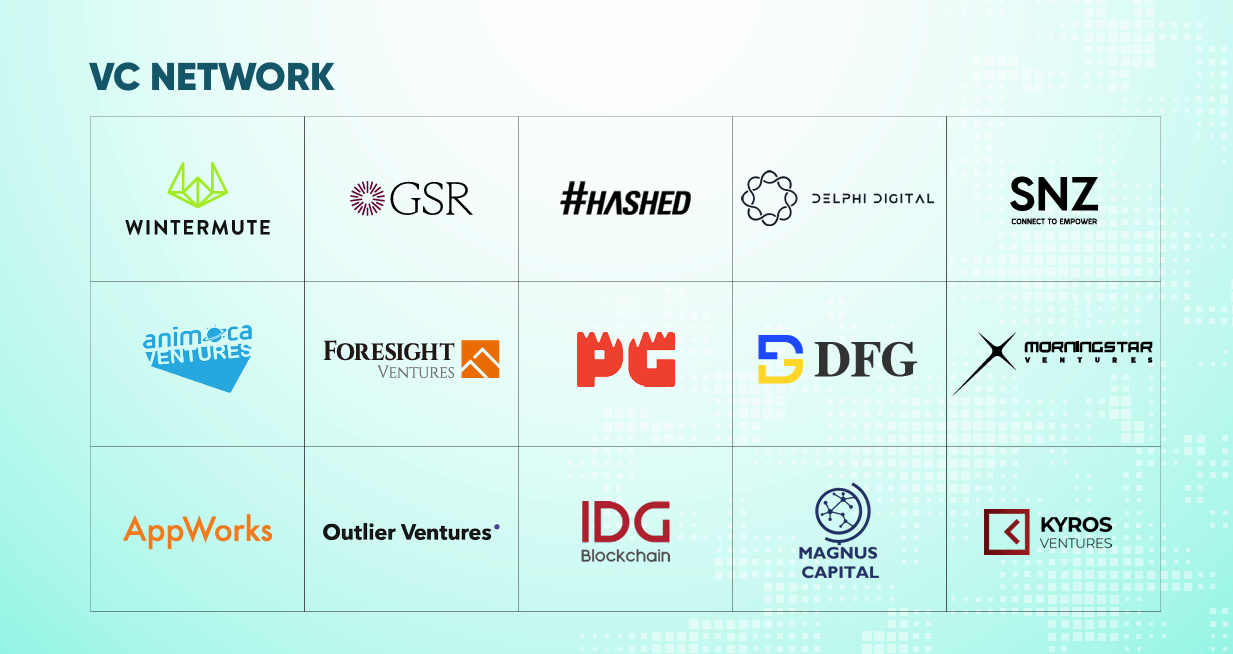 VC NETWORK
WINTERMUTE
GSR
#HASHED
DELPHI DIGITAL
SNZ
CONNECT TO EMPOWER
animoca
VENTURES
FORESIGHT
VENTURES
PG
DFG
MORNINGSTAR
VENTURES
AppWorks
Outlier Ventures
IDG
Blockchain
MAGNUS
CAPITAL
KYROS
VENTURES